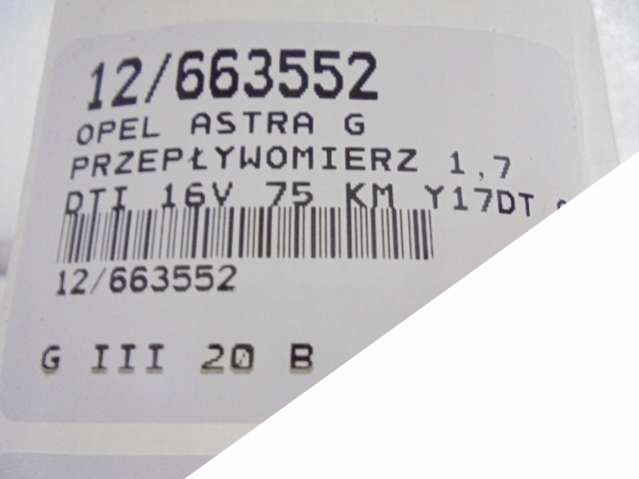 12/663552
OPEL ASTRA G
PRZEPŁYWOMIERZ 1,7
DTI 16V 75 KM Y17DT
12/663552
G III 20 B